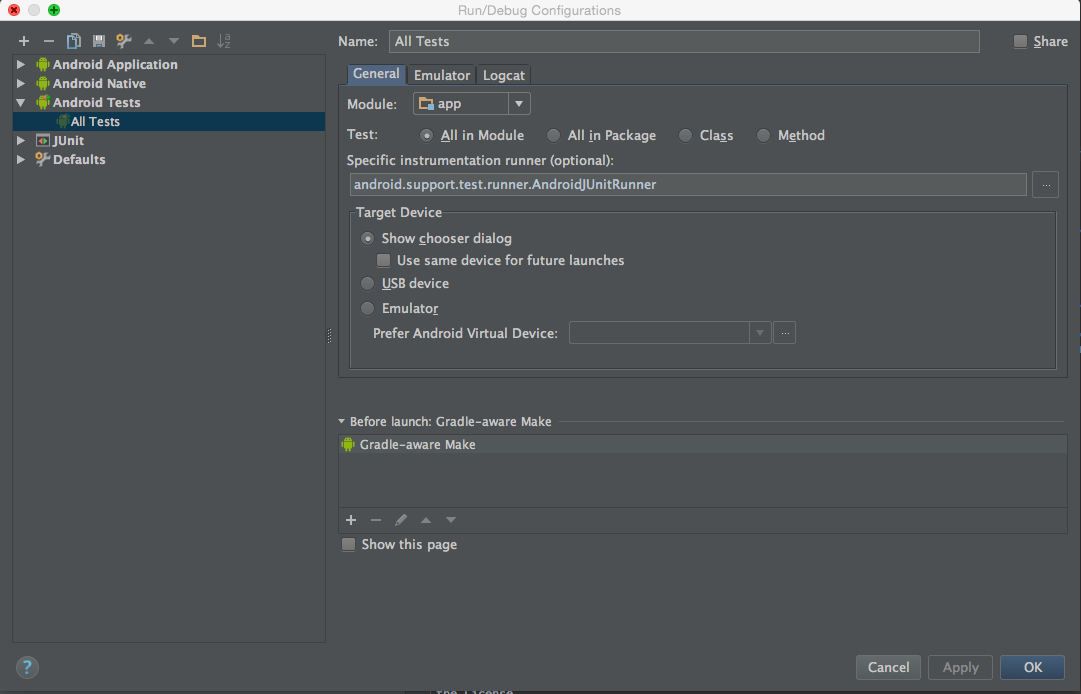 Run/Debug Configurations
Name: All Tests Share
Android Application
Android Native
Android Tests
All Tests
JUnit
Defaults
General Emulator Logcat
Module: app
Test: All in Module All in Package Class Method
Specific instrumentation runner (optional):
android.support.test.runner.AndroidJUnitRunner ...
Target Device
Show chooser dialog
Use same device for future launches
USB device
Emulator
Prefer Android Virtual Device: ...
Before launch: Gradle-aware Make
Gradle-aware Make
Show this page
? Cancel Apply OK
the License